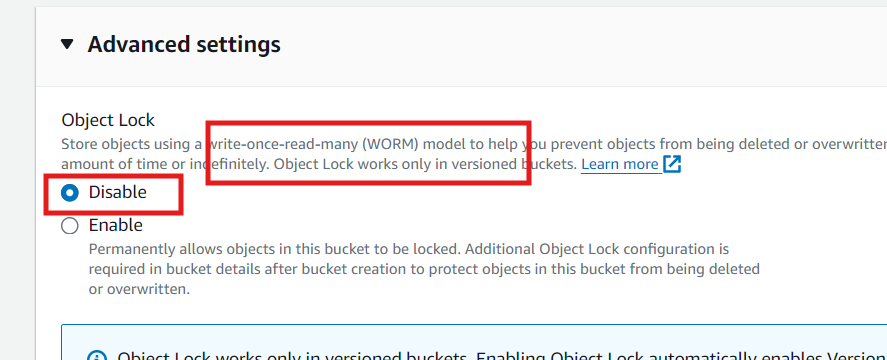 Advanced settings
Object Lock
Store objects using a write-once-read-many (WORM) model to help you prevent objects from being deleted or overwritten
amount of time or indefinitely. Object Lock works only in versioned buckets. Learn more
Disable
Enable
Permanently allows objects in this bucket to be locked. Additional Object Lock configuration is
required in bucket details after bucket creation to protect objects in this bucket from being deleted
or overwritten.
Object Lock works only in versioned buckets. Enabling Object Lock automatically enables Version